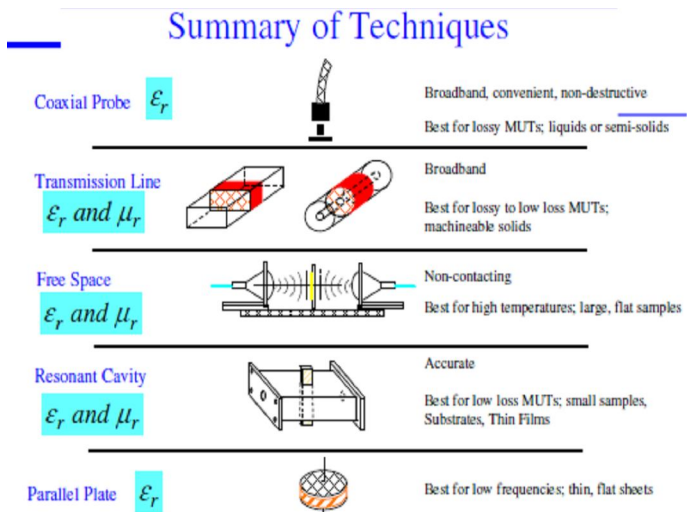 Summary of Techniques
Coaxial Probe εr
Broadband, convenient, non-destructive
Best for lossy MUTs; liquids or semi-solids
Transmission Line
εr and μr
Broadband
Best for lossy to low loss MUTs;
machineable solids
Free Space
εr and μr
Non-contacting
Best for high temperatures; large, flat samples
Resonant Cavity
εr and μr
Accurate
Best for low loss MUTs; small samples,
Substrates, Thin Films
Parallel Plate εr
Best for low frequencies; thin, flat sheets